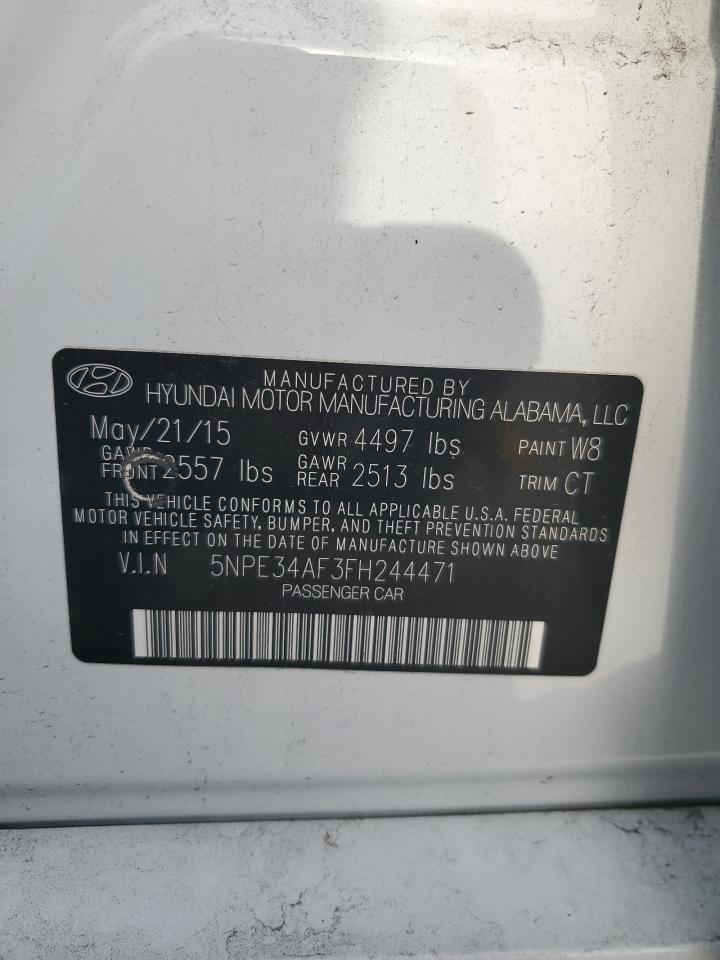 MANUFACTURED BY
HYUNDAI MOTOR MANUFACTURING ALABAMA, LLC
May/21/15 GVWR 4497 lbs PAINT W8
GAWR FRONT 2557 lbs GAWR REAR 2513 lbs TRIM CT
THIS VEHICLE CONFORMS TO ALL APPLICABLE U.S.A. FEDERAL
MOTOR VEHICLE SAFETY, BUMPER, AND THEFT PREVENTION STANDARDS
IN EFFECT ON THE DATE OF MANUFACTURE SHOWN ABOVE.
V.I.N 5NPE34AF3FH244471
PASSENGER CAR